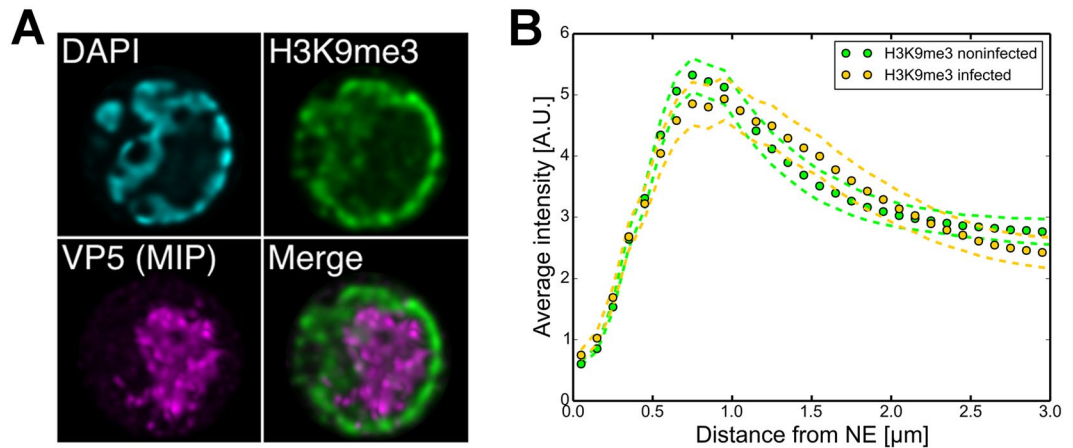 A
DAPI
H3K9me3
VP5 (MIP)
Merge
B
Average intensity [A.U.]
6
5
4
3
2
1
0
H3K9me3 noninfected
H3K9me3 infected
0.0 0.5 1.0 1.5 2.0 2.5 3.0
Distance from NE [µm]